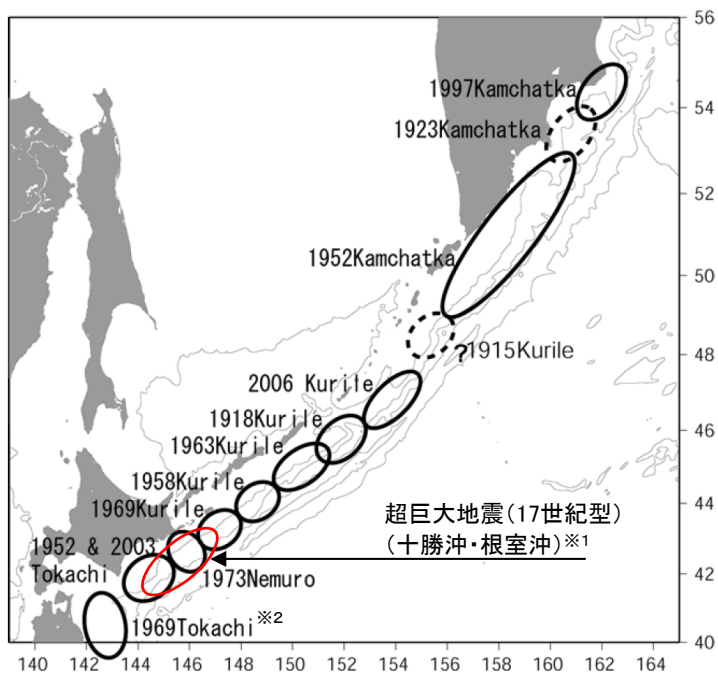 56
1997Kamchatka
54
1923Kamchatka
52
1952Kamchatka
50
?1915Kurile
48
2006 Kurile
1918Kurile
46
1963Kurile
1958Kurile
44
1969Kurile
超巨大地震(17世紀型)
(十勝沖・根室沖)※1
1952 & 2003
Tokachi
1973Nemuro
42
1969Tokachi※2
40
140 142 144 146 148 150 152 154 156 158 160 162 164